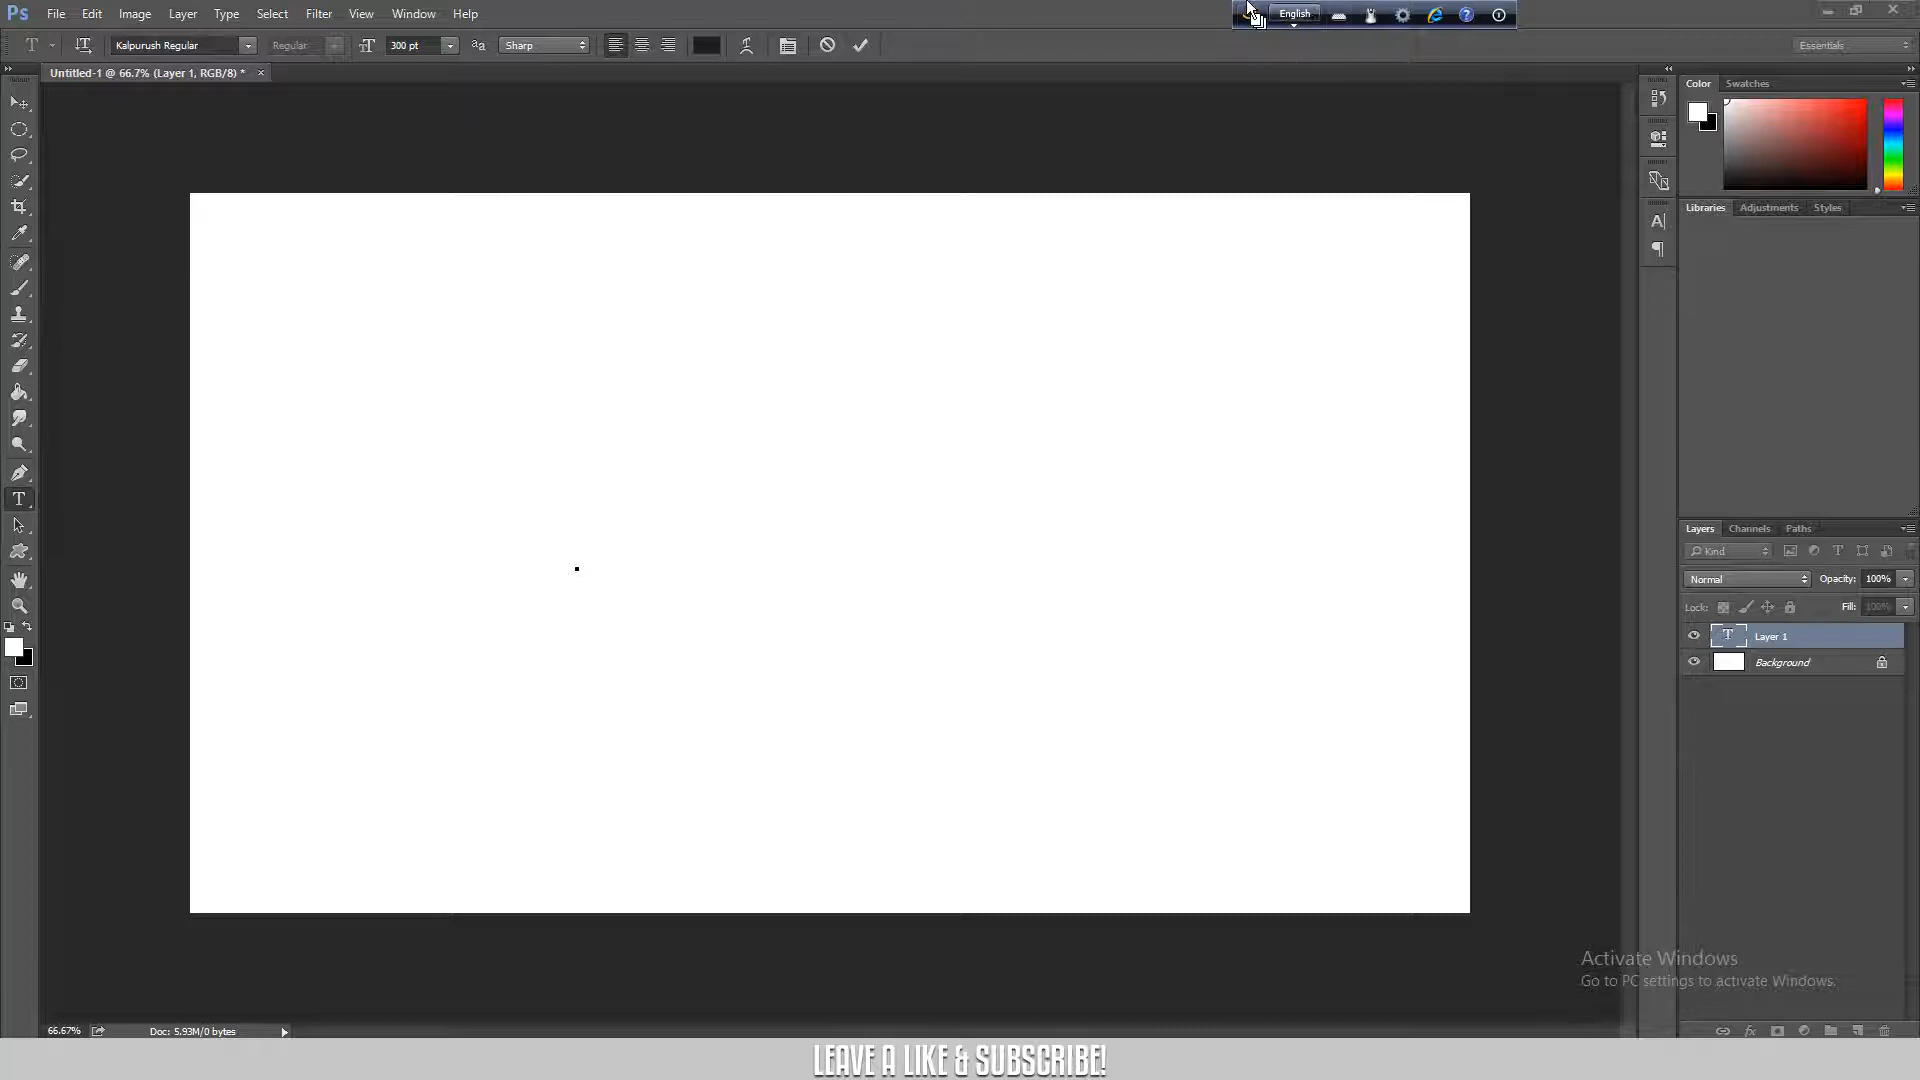 Ps File Edit Image Layer Type Select Filter View Window Help
English
T Kalpurush Regular Regular 300 pt aa Sharp Essentials
Untitled-1 @ 66.7% (Layer 1, RGB/8) * ×
Color Swatches
Libraries Adjustments Styles
Layers Channels Paths
Kind
Normal Opacity: 100%
Lock: Fill: 100%
Layer 1
Background
Activate Windows
Go to PC settings to activate Windows.
66.67% Doc: 5.93M/0 bytes
LEAVE A LIKE & SUBSCRIBE!